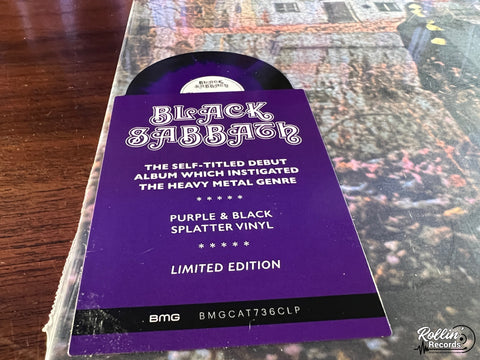 BLACK
SABBATH
BLACK
SABBATH
THE SELF-TITLED DEBUT
ALBUM WHICH INSTIGATED
THE HEAVY METAL GENRE
* * * * *
PURPLE & BLACK
SPLATTER VINYL
* * * * *
LIMITED EDITION
BMG BMGCAT736CLP
Rollin'
Records